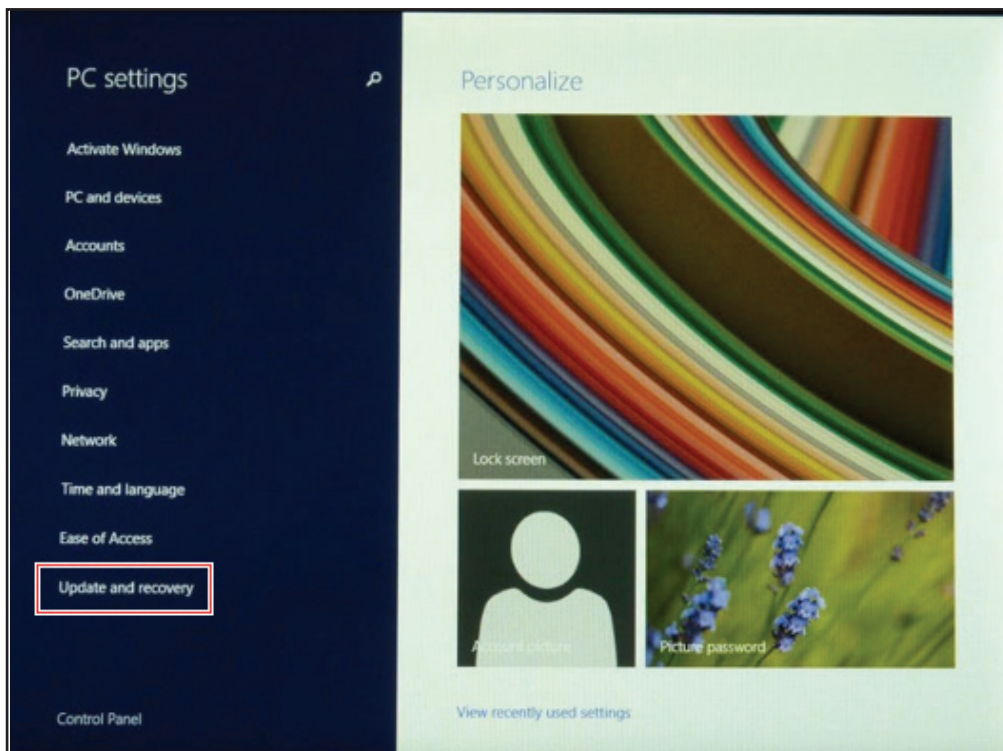 PC settings
Activate Windows
PC and devices
Accounts
OneDrive
Search and apps
Privacy
Network
Time and language
Ease of Access
Update and recovery
Control Panel
Personalize
Lock screen
Account picture
Picture password
View recently used settings